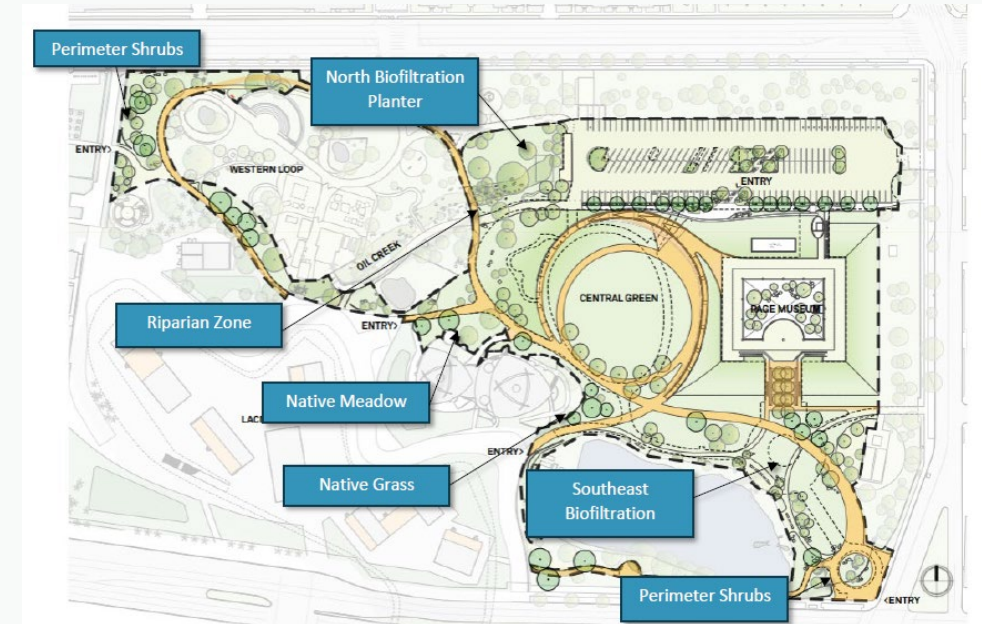 Perimeter Shrubs
North Biofiltration
Planter
ENTRY>
WESTERN LOOP
ENTRY
OIL CREEK
CENTRAL GREEN
PAGE MUSEUM
Riparian Zone
ENTRY>
Native Meadow
ENTRY>
Native Grass
Southeast
Biofiltration
Perimeter Shrubs
<ENTRY